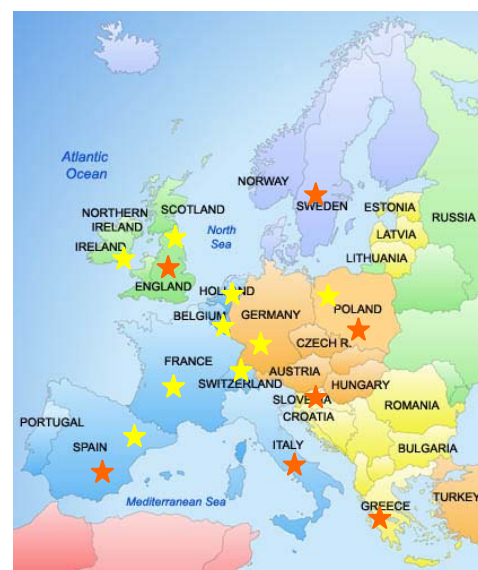 Atlantic
Ocean
NORWAY
SWEDEN
ESTONIA
RUSSIA
LATVIA
LITHUANIA
SCOTLAND
NORTHERN
IRELAND
IRELAND
North
Sea
ENGLAND
HOLLAND
BELGIUM
GERMANY
POLAND
CZECH R.
FRANCE
SWITZERLAND
AUSTRIA
HUNGARY
SLOVENIA
CROATIA
ROMANIA
PORTUGAL
SPAIN
ITALY
BULGARIA
Mediterranean Sea
GREECE
TURKEY